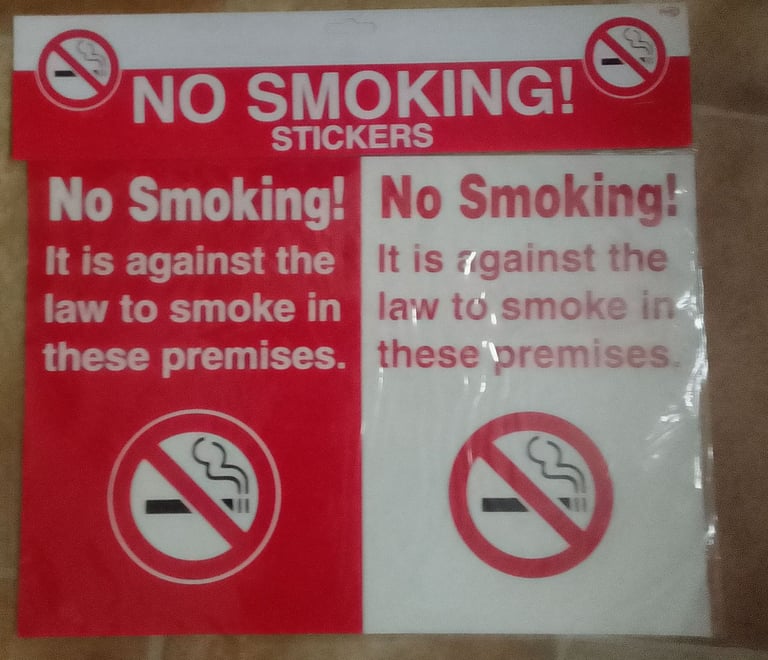 NO SMOKING!
STICKERS
No Smoking!
It is against the
law to smoke in
these premises.
No Smoking!
It is against the
law to smoke in
these premises.